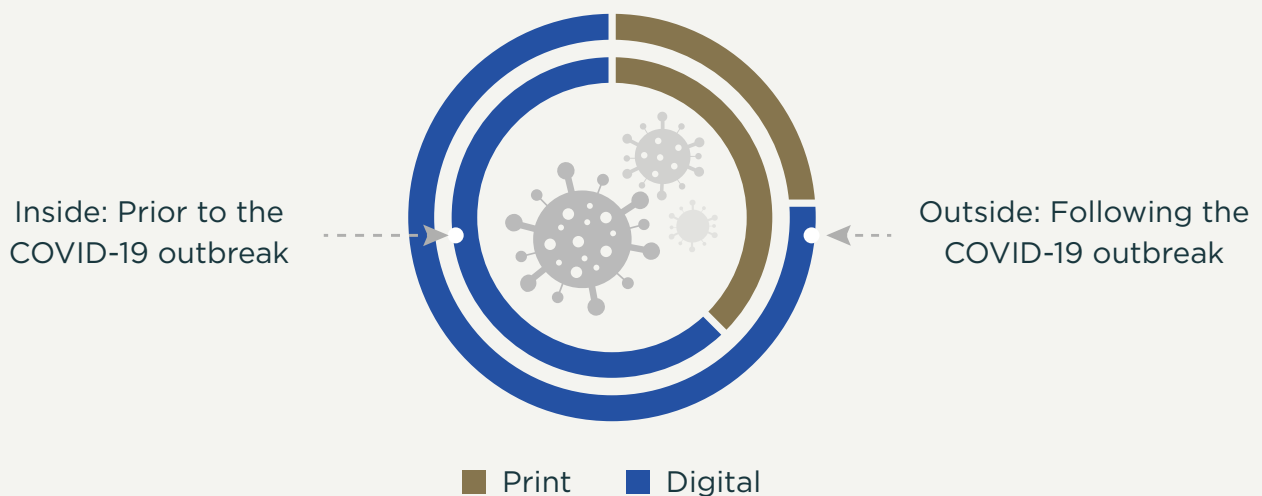 Inside: Prior to the
COVID-19 outbreak
Outside: Following the
COVID-19 outbreak
Print
Digital